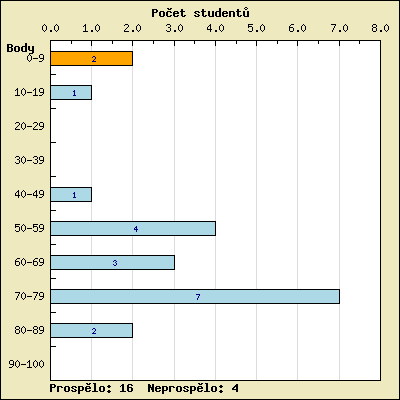 Počet studentů
0.0 1.0 2.0 3.0 4.0 5.0 6.0 7.0 8.0
Body
0-9 2
10-19 1
20-29
30-39
40-49 1
50-59 4
60-69 3
70-79 7
80-89 2
90-100
Prospělo: 16 Neprospělo: 4